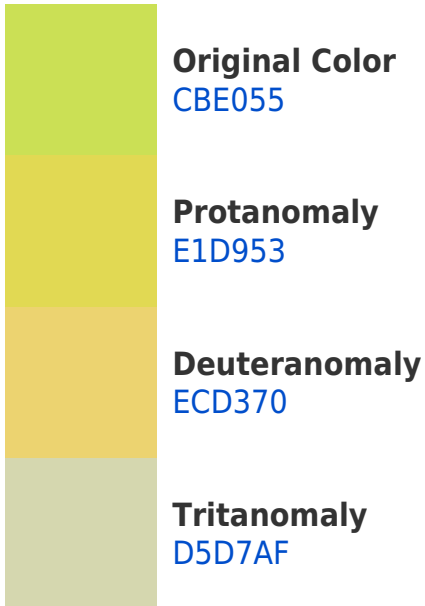 Original Color
CBE055
Protanomaly
E1D953
Deuteranomaly
ECD370
Tritanomaly
D5D7AF